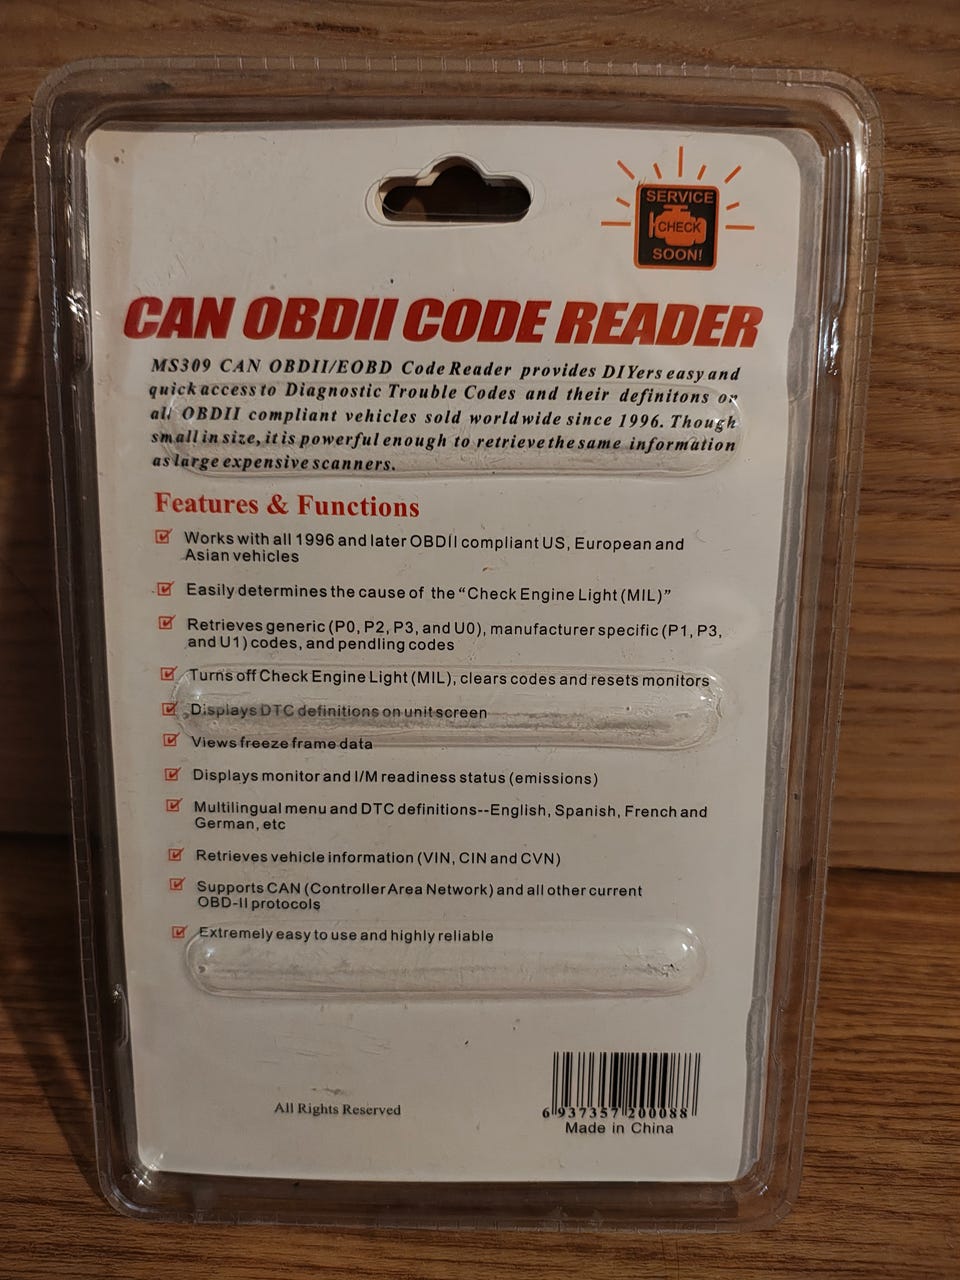 SERVICE
CHECK
SOON!
CAN OBDII CODE READER
MS309 CAN OBDII/EOBD Code Reader provides DIYers easy and
quick access to Diagnostic Trouble Codes and their definitons on
all OBDII compliant vehicles sold worldwide since 1996. Though
small in size, it is powerful enough to retrieve the same information
as large expensive scanners.
Features & Functions
Works with all 1996 and later OBDII compliant US, European and
Asian vehicles
Easily determines the cause of the “Check Engine Light (MIL)”
Retrieves generic (P0, P2, P3, and U0), manufacturer specific (P1, P3,
and U1) codes, and pendling codes
Turns off Check Engine Light (MIL), clears codes and resets monitors
Displays DTC definitions on unit screen
Views freeze frame data
Displays monitor and I/M readiness status (emissions)
Multilingual menu and DTC definitions--English, Spanish, French and
German, etc
Retrieves vehicle information (VIN, CIN and CVN)
Supports CAN (Controller Area Network) and all other current
OBD-II protocols
Extremely easy to use and highly reliable
All Rights Reserved
6 937357 200088
Made in China